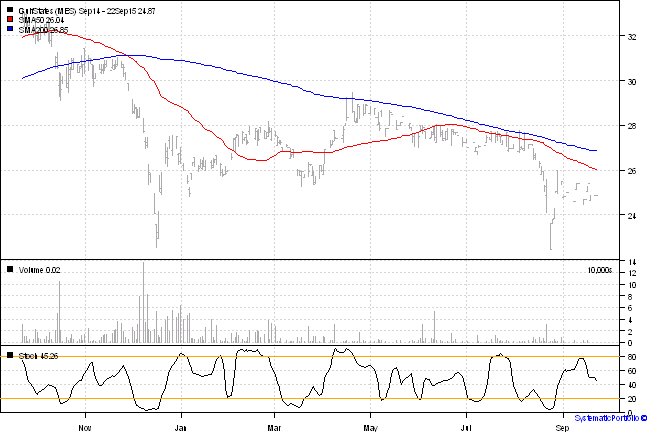 GulfStates (MES) Sep14 - 22Sep15 24.87
SMA50 26.04
SMA200 26.85
32
30
28
26
24
14
Volume 0.02
10,000s
12
10
8
6
4
2
0
Stoch 45.26
80
60
40
20
0
Nov
Jan
Mar
May
Jul
Sep
SystematicPortfolio ©